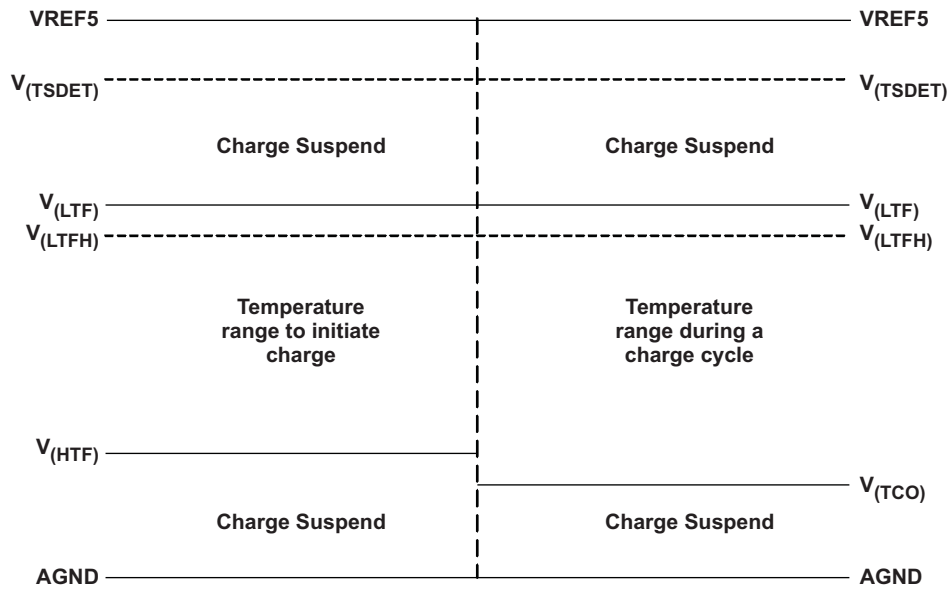 VREF5 VREF5
V(TSDET) V(TSDET)
Charge Suspend Charge Suspend
V(LTF) V(LTF)
V(LTFH) V(LTFH)
Temperature Temperature
range to initiate range during a
charge charge cycle
V(HTF)
V(TCO)
Charge Suspend Charge Suspend
AGND AGND